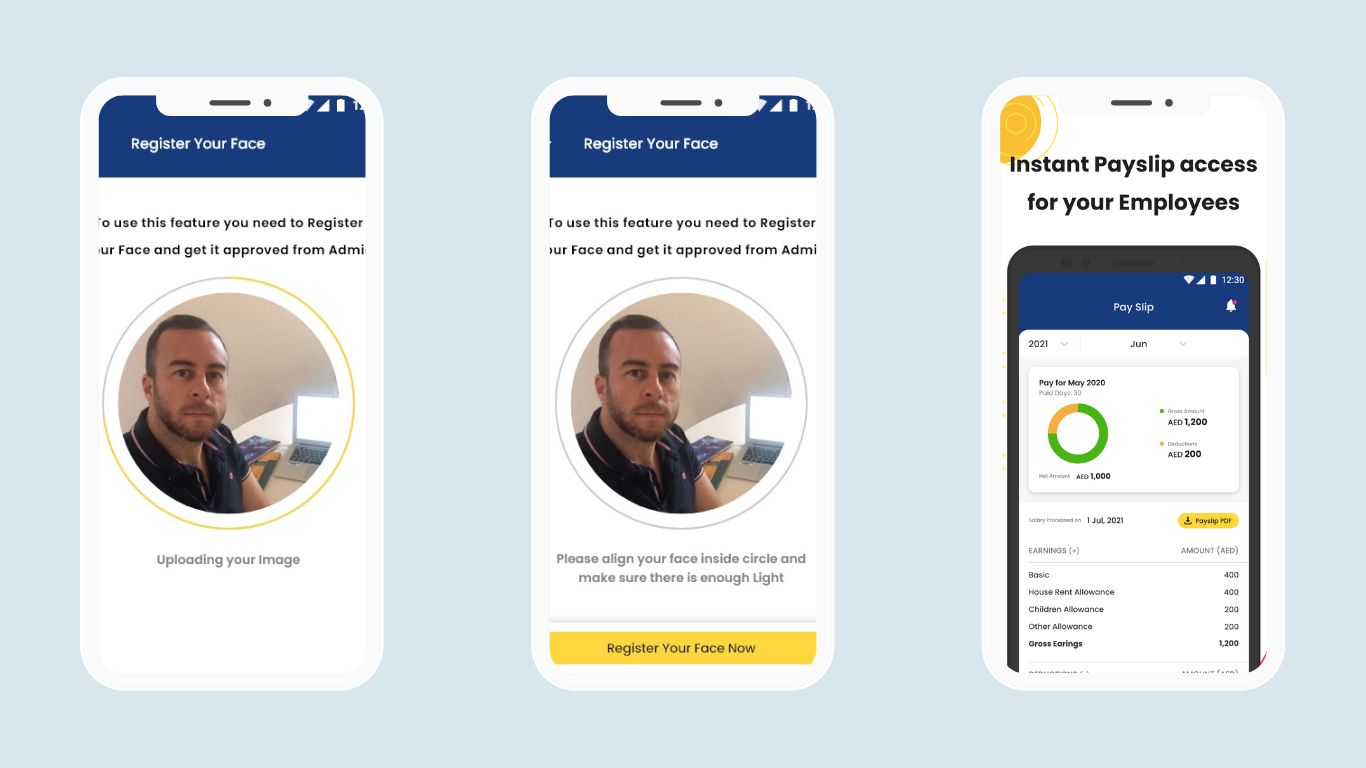 12
Register Your Face
To use this feature you need to Register
our Face and get it approved from Admi
Uploading your Image
1
Register Your Face
To use this feature you need to Register
our Face and get it approved from Admi
Please align your face inside circle and
make sure there is enough Light
Register Your Face Now
Instant Payslip access
for your Employees
12:30
Pay Slip
2021 Jun
Pay for May 2020
Paid Days: 30
Gross Amount
AED 1,200
Deductions
AED 200
Net Amount AED 1,000
Salary Processed on 1 Jul, 2021 Payslip PDF
EARNINGS (+) AMOUNT (AED)
Basic 400
House Rent Allowance 400
Children Allowance 200
Other Allowance 200
Gross Earings 1,200